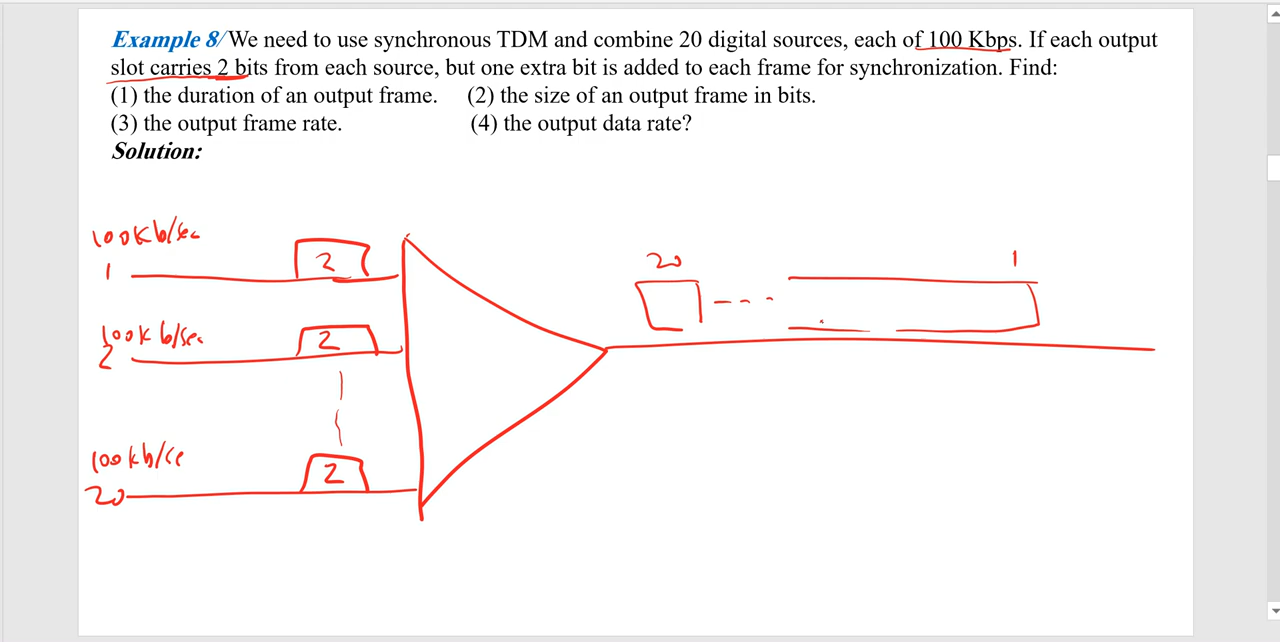 Example 8/ We need to use synchronous TDM and combine 20 digital sources, each of 100 Kbps. If each output
slot carries 2 bits from each source, but one extra bit is added to each frame for synchronization. Find:
(1) the duration of an output frame. (2) the size of an output frame in bits.
(3) the output frame rate. (4) the output data rate?
Solution:
100Kb/sec
1
2
20
1
100K b/sec
2
2
100kb/se
20
2